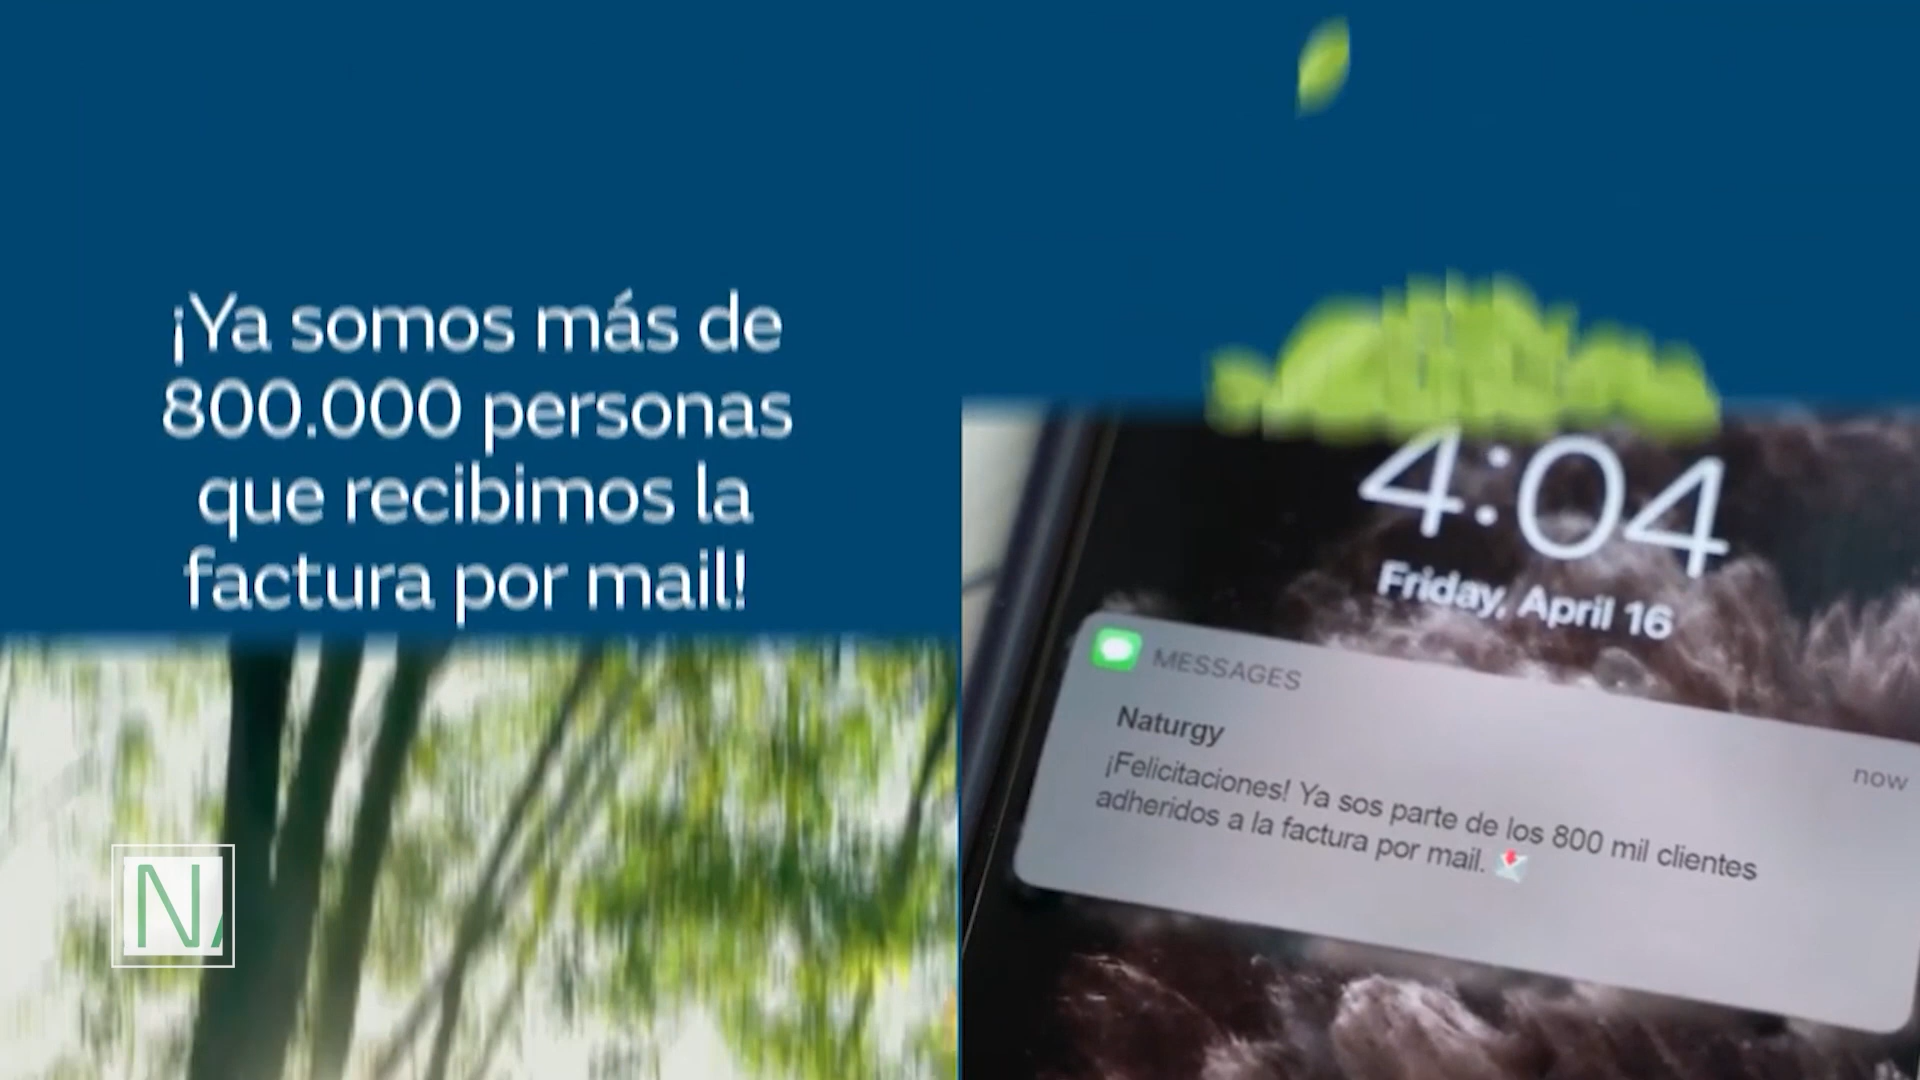 ¡Ya somos más de
800.000 personas
que recibimos la
factura por mail!
4:04
Friday, April 16
MESSAGES
Naturgy
now
¡Felicitaciones! Ya sos parte de los 800 mil clientes
adheridos a la factura por mail.
N